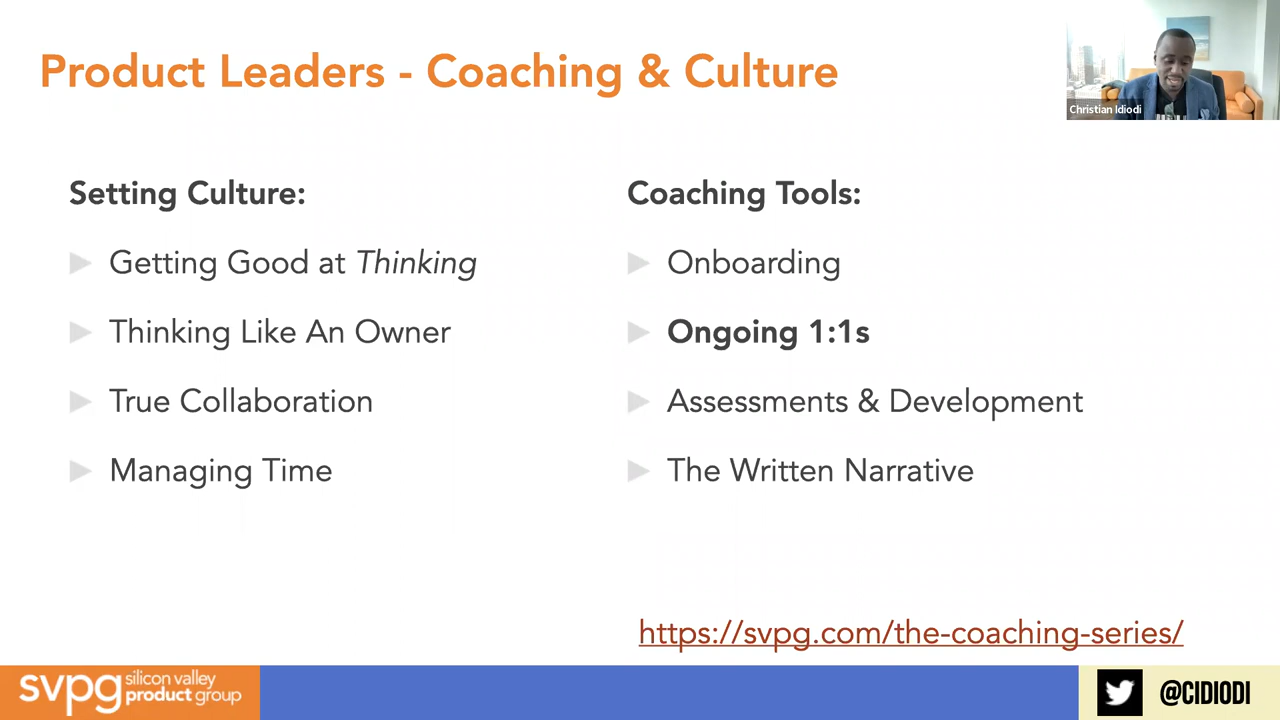 Product Leaders - Coaching & Culture
Christian Idiodi
Setting Culture:
Getting Good at Thinking
Thinking Like An Owner
True Collaboration
Managing Time
Coaching Tools:
Onboarding
Ongoing 1:1s
Assessments & Development
The Written Narrative
https://svpg.com/the-coaching-series/
svpg
silicon valley
product group
@CIDIODI